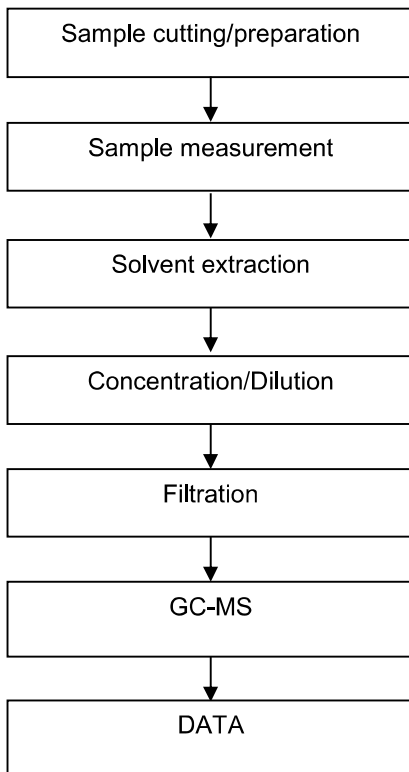 Sample cutting/preparation
Sample measurement
Solvent extraction
Concentration/Dilution
Filtration
GC-MS
DATA